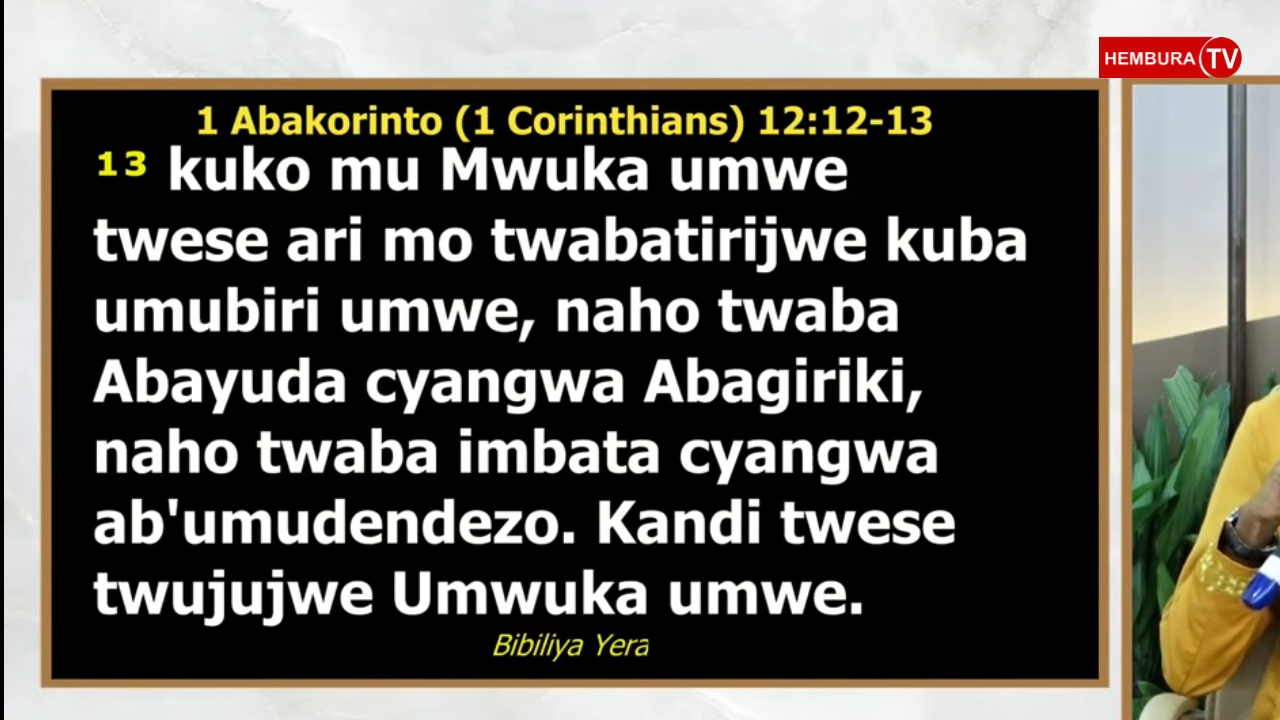 HEMBURA TV
1 Abakorinto (1 Corinthians) 12:12-13
13 kuko mu Mwuka umwe
twese ari mo twabatirijwe kuba
umubiri umwe, naho twaba
Abayuda cyangwa Abagiriki,
naho twaba imbata cyangwa
ab'umudendezo. Kandi twese
twujujwe Umwuka umwe.
Bibiliya Yera